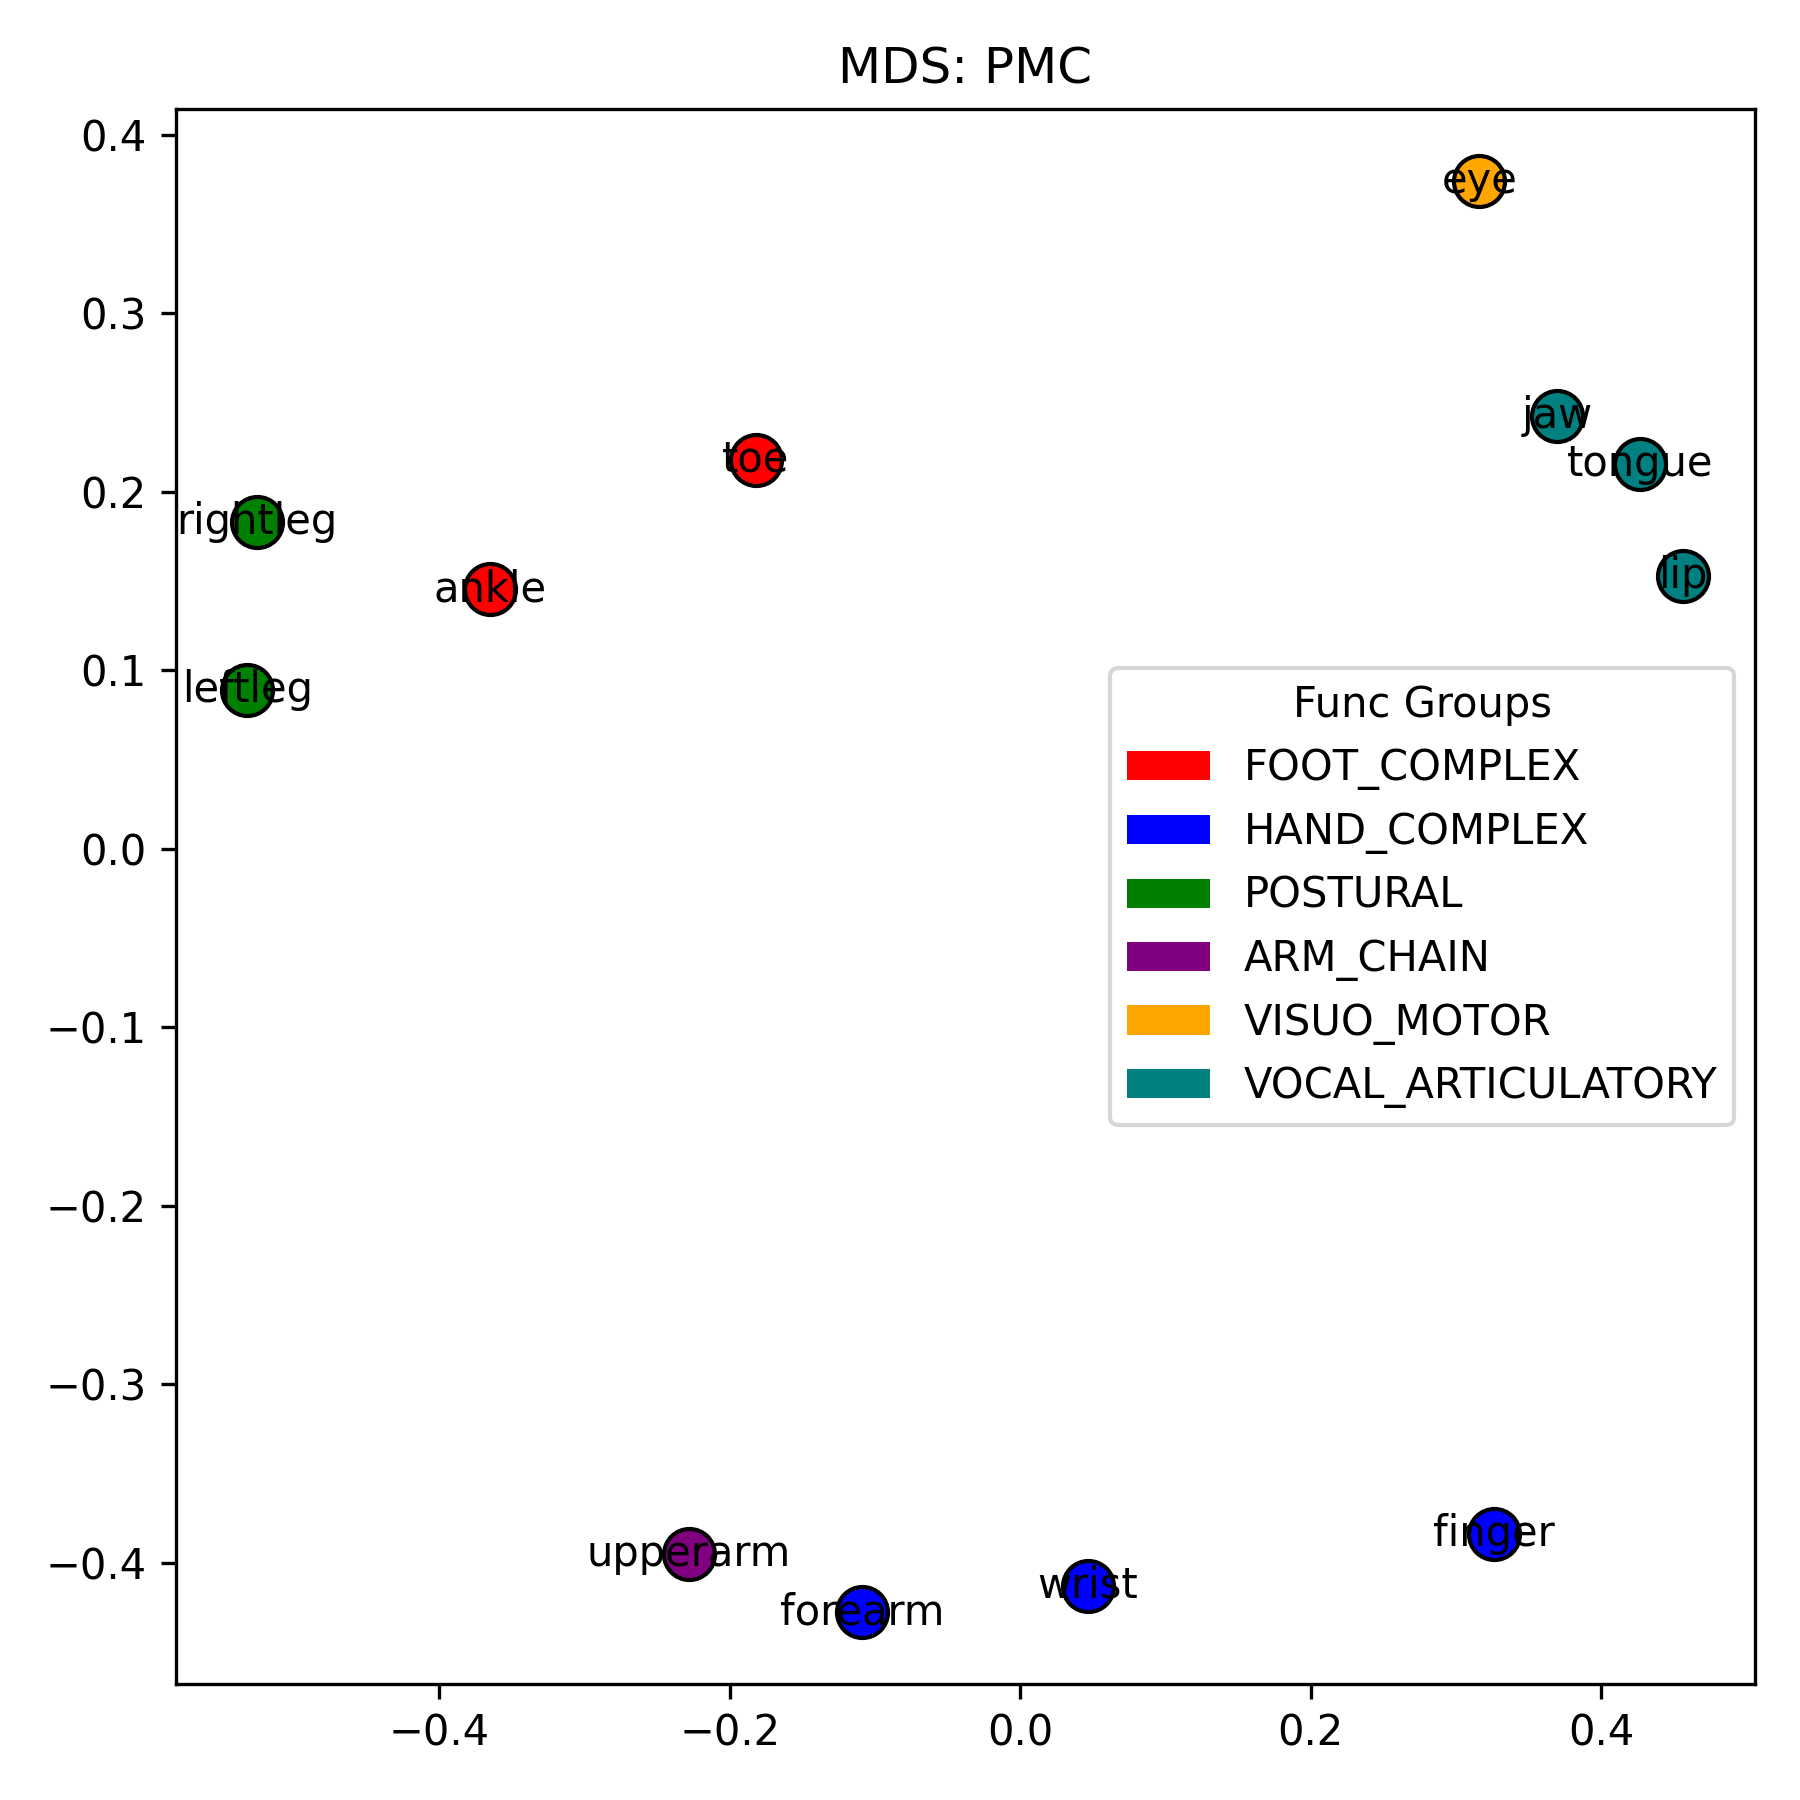 MDS: PMC
0.4
0.3
0.2
0.1
0.0
−0.1
−0.2
−0.3
−0.4
eye
jaw
tongue
toe
rightleg
lip
ankle
leftleg
Func Groups
FOOT_COMPLEX
HAND_COMPLEX
POSTURAL
ARM_CHAIN
VISUO_MOTOR
VOCAL_ARTICULATORY
finger
upperarm
wrist
forearm
−0.4
−0.2
0.0
0.2
0.4